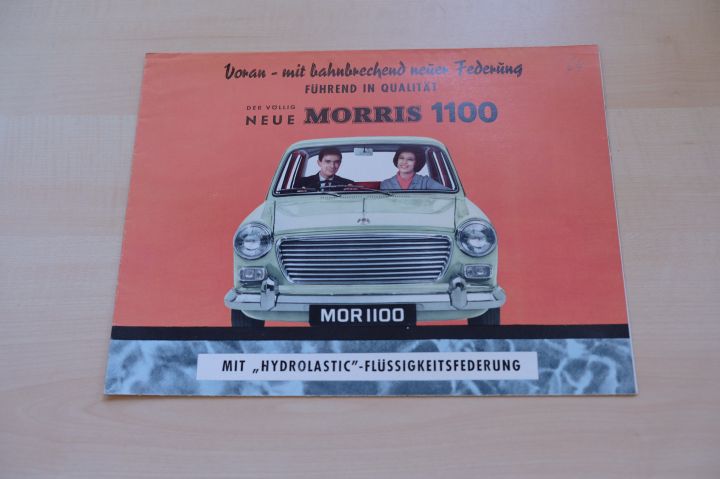 Voran - mit bahnbrechend neuer Federung
FÜHREND IN QUALITÄT
DER VÖLLIG
NEUE MORRIS 1100
MOR 1100
MIT „HYDROLASTIC"-FLÜSSIGKEITSFEDERUNG